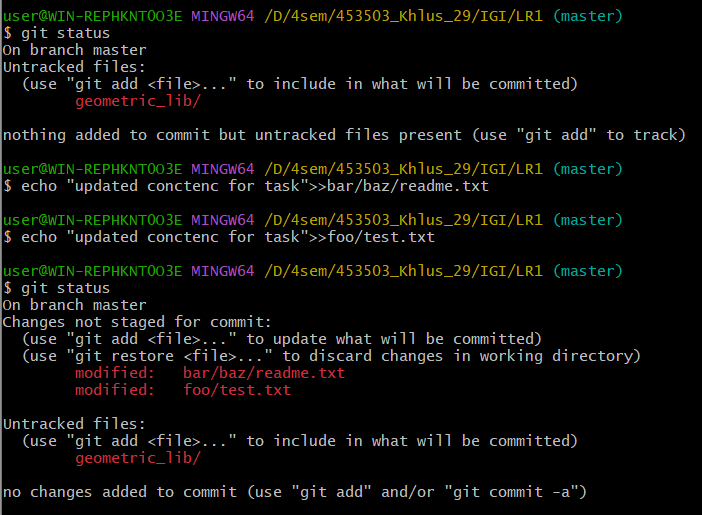 user@WIN-REPHKNTOO3E MINGW64 /D/4sem/453503_Khlus_29/IGI/LR1 (master)
$ git status
On branch master
Untracked files:
  (use "git add <file>..." to include in what will be committed)
        geometric_lib/

nothing added to commit but untracked files present (use "git add" to track)

user@WIN-REPHKNTOO3E MINGW64 /D/4sem/453503_Khlus_29/IGI/LR1 (master)
$ echo "updated conctenc for task">>bar/baz/readme.txt

user@WIN-REPHKNTOO3E MINGW64 /D/4sem/453503_Khlus_29/IGI/LR1 (master)
$ echo "updated conctenc for task">>foo/test.txt

user@WIN-REPHKNTOO3E MINGW64 /D/4sem/453503_Khlus_29/IGI/LR1 (master)
$ git status
On branch master
Changes not staged for commit:
  (use "git add <file>..." to update what will be committed)
  (use "git restore <file>..." to discard changes in working directory)
        modified:   bar/baz/readme.txt
        modified:   foo/test.txt

Untracked files:
  (use "git add <file>..." to include in what will be committed)
        geometric_lib/

no changes added to commit (use "git add" and/or "git commit -a")